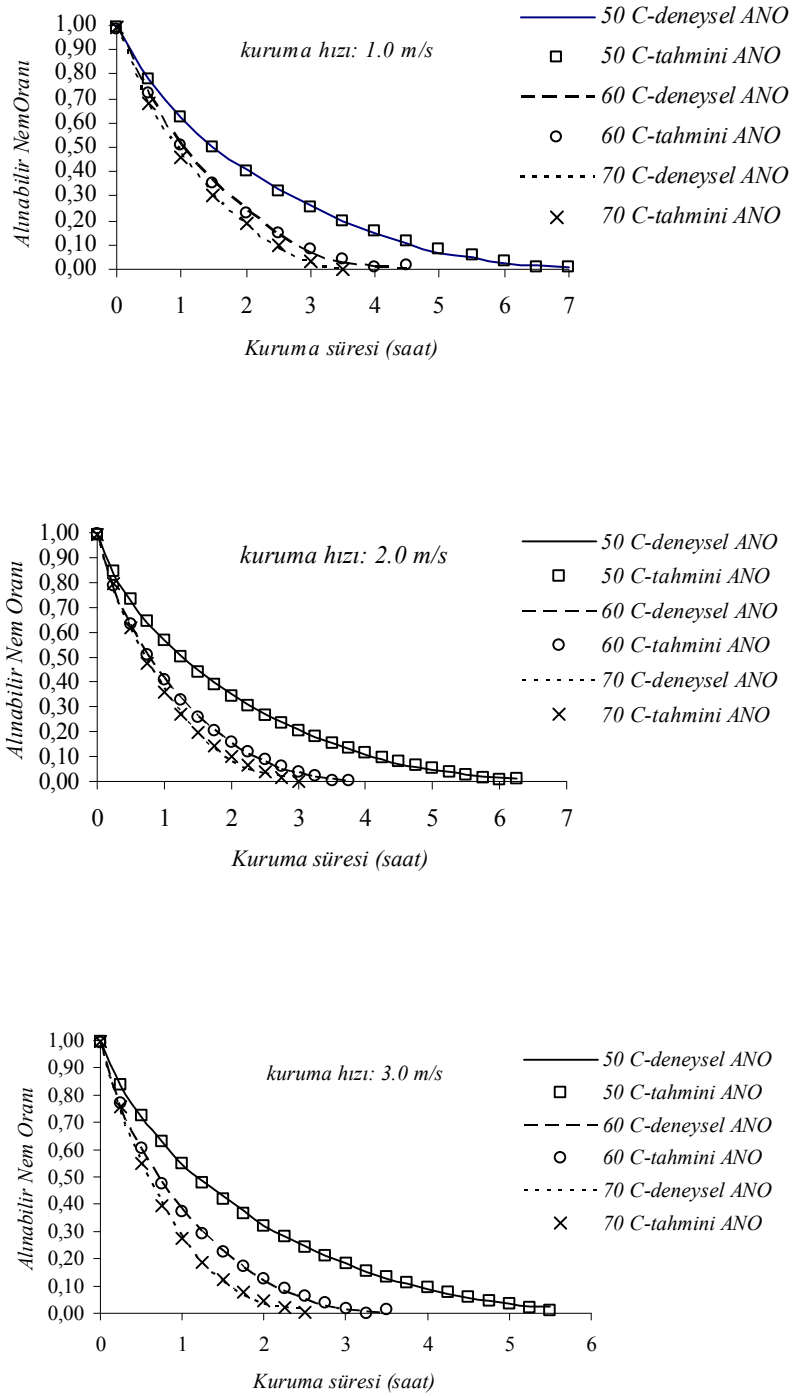 kuruma hızı: 1.0 m/s
Alınabilir NemOranı
1,00
0,90
0,80
0,70
0,60
0,50
0,40
0,30
0,20
0,10
0,00
0 1 2 3 4 5 6 7
Kuruma süresi (saat)
50 C-deneysel ANO
50 C-tahmini ANO
60 C-deneysel ANO
60 C-tahmini ANO
70 C-deneysel ANO
70 C-tahmini ANO
kuruma hızı: 2.0 m/s
Alınabilir Nem Oranı
1,00
0,90
0,80
0,70
0,60
0,50
0,40
0,30
0,20
0,10
0,00
0 1 2 3 4 5 6 7
Kuruma süresi (saat)
50 C-deneysel ANO
50 C-tahmini ANO
60 C-deneysel ANO
60 C-tahmini ANO
70 C-deneysel ANO
70 C-tahmini ANO
kuruma hızı: 3.0 m/s
Alınabilir Nem Oranı
1,00
0,90
0,80
0,70
0,60
0,50
0,40
0,30
0,20
0,10
0,00
0 1 2 3 4 5 6
Kuruma süresi (saat)
50 C-deneysel ANO
50 C-tahmini ANO
60 C-deneysel ANO
60 C-tahmini ANO
70 C-deneysel ANO
70 C-tahmini ANO